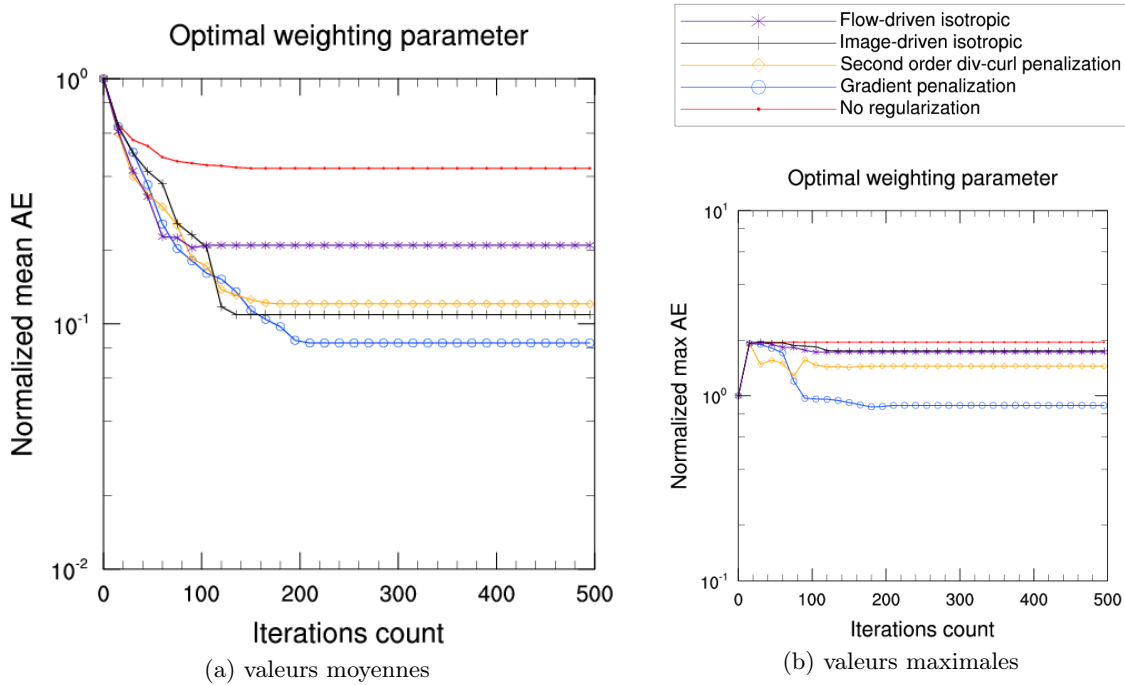 Optimal weighting parameter
10^0
10^-1
10^-2
Normalized mean AE
0 100 200 300 400 500
Iterations count
(a) valeurs moyennes
Flow-driven isotropic
Image-driven isotropic
Second order div-curl penalization
Gradient penalization
No regularization
Optimal weighting parameter
10^1
10^0
10^-1
Normalized max AE
0 100 200 300 400 500
Iterations count
(b) valeurs maximales